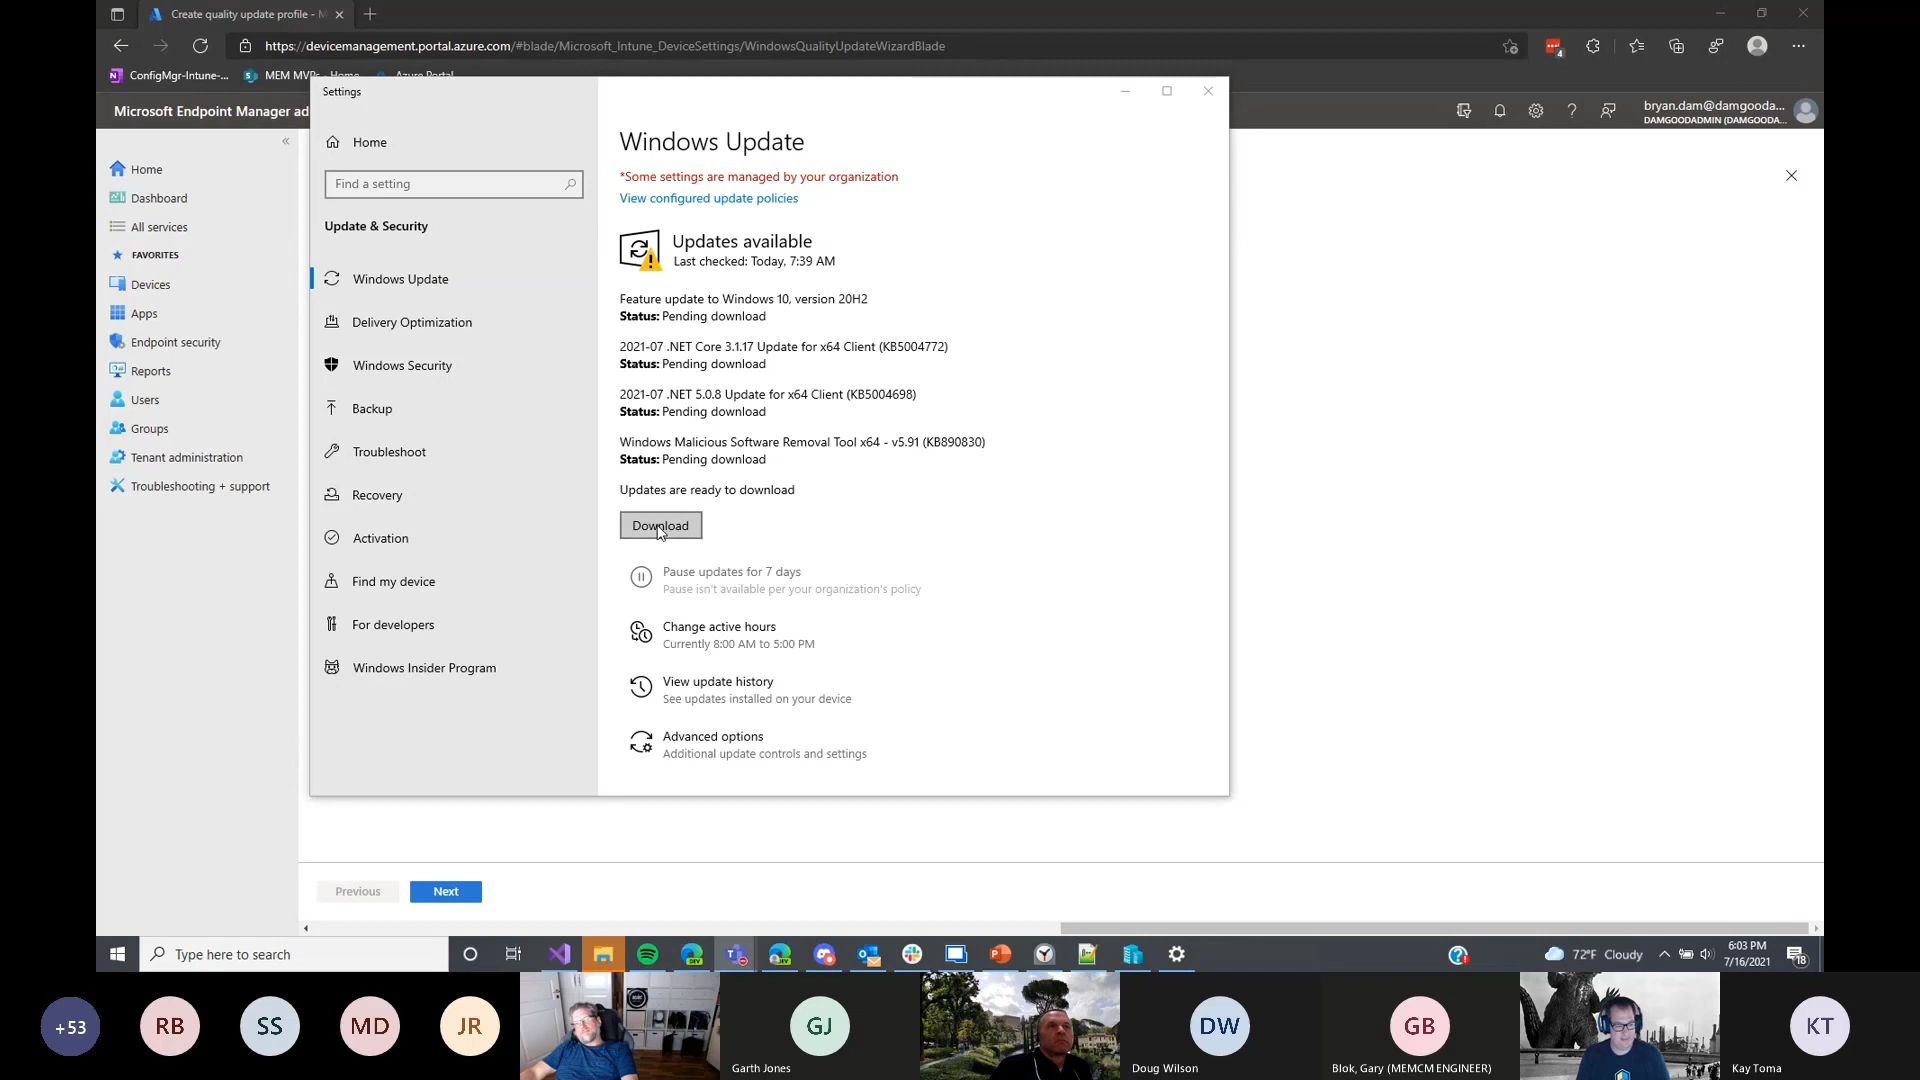 Create quality update profile - M
https://devicemanagement.portal.azure.com/#blade/Microsoft_Intune_DeviceSettings/WindowsQualityUpdateWizardBlade
4
ConfigMgr-Intune-...
MEM MVPs - Home
Azure Portal
Microsoft Endpoint Manager ad
bryan.dam@damgooda...
DAMGOODADMIN (DAMGOODA...
Home
Dashboard
All services
FAVORITES
Devices
Apps
Endpoint security
Reports
Users
Groups
Tenant administration
Troubleshooting + support
Settings
Home
Find a setting
Update & Security
Windows Update
Delivery Optimization
Windows Security
Backup
Troubleshoot
Recovery
Activation
Find my device
For developers
Windows Insider Program
Windows Update
*Some settings are managed by your organization
View configured update policies
Updates available
Last checked: Today, 7:39 AM
Feature update to Windows 10, version 20H2
Status: Pending download
2021-07 .NET Core 3.1.17 Update for x64 Client (KB5004772)
Status: Pending download
2021-07 .NET 5.0.8 Update for x64 Client (KB5004698)
Status: Pending download
Windows Malicious Software Removal Tool x64 - v5.91 (KB890830)
Status: Pending download
Updates are ready to download
Download
Pause updates for 7 days
Pause isn't available per your organization's policy
Change active hours
Currently 8:00 AM to 5:00 PM
View update history
See updates installed on your device
Advanced options
Additional update controls and settings
Previous
Next
Type here to search
72°F Cloudy
6:03 PM
7/16/2021
18
+53
RB
SS
MD
JR
GJ
Garth Jones
DW
Doug Wilson
GB
Blok, Gary (MEMCM ENGINEER)
KT
Kay Toma